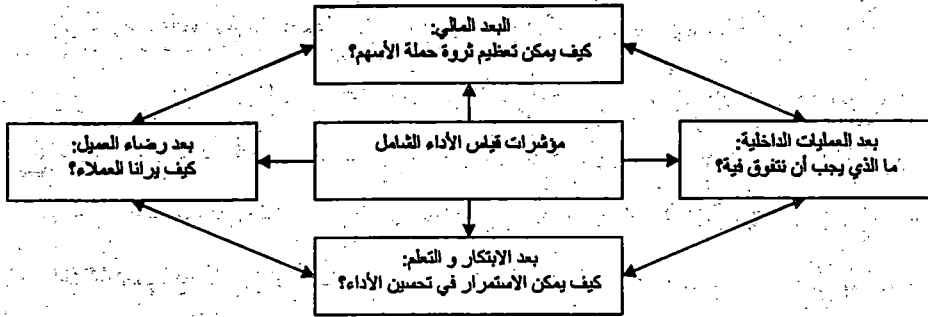 البعد المالي:
كيف يمكن تعظيم ثروة حملة الأسهم؟
بعد العمليات الداخلية:
ما الذي يجب أن نتفوق فية؟
مؤشرات قياس الأداء الشامل
بعد رضاء العميل:
كيف يرانا العملاء؟
بعد الابتكار و التعلم:
كيف يمكن الاستمرار في تحسين الأداء؟